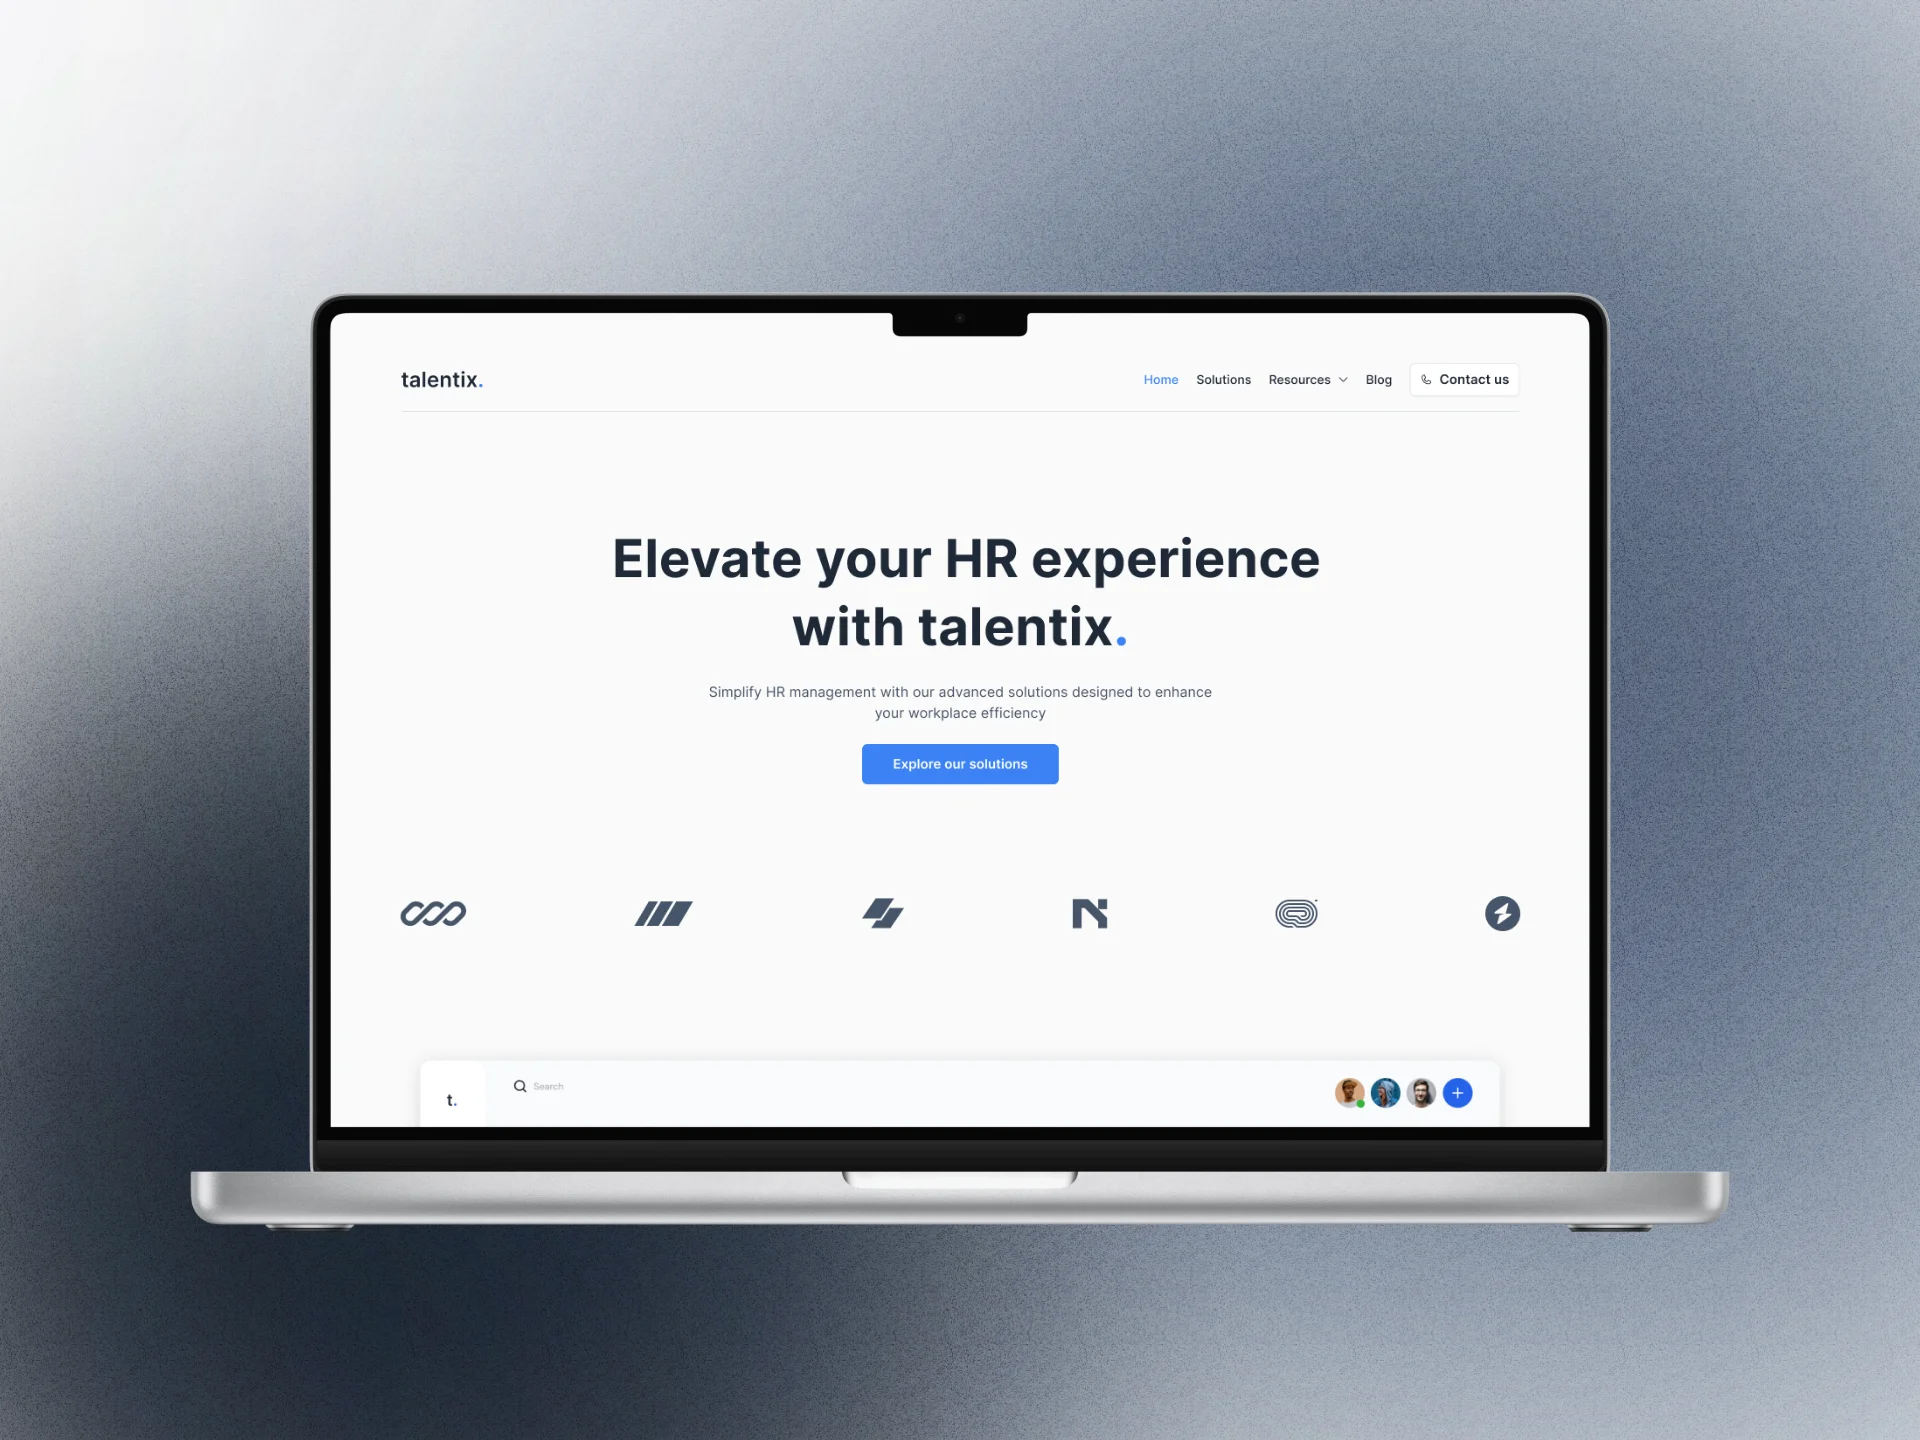 talentix.
Home Solutions Resources Blog Contact us
Elevate your HR experience
with talentix.
Simplify HR management with our advanced solutions designed to enhance
your workplace efficiency
Explore our solutions
t.
Search